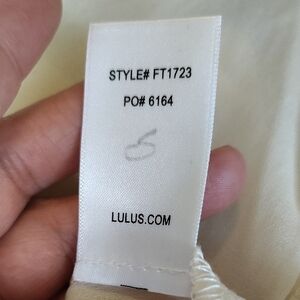 STYLE# FT1723
PO# 6164
S
LULUS.COM